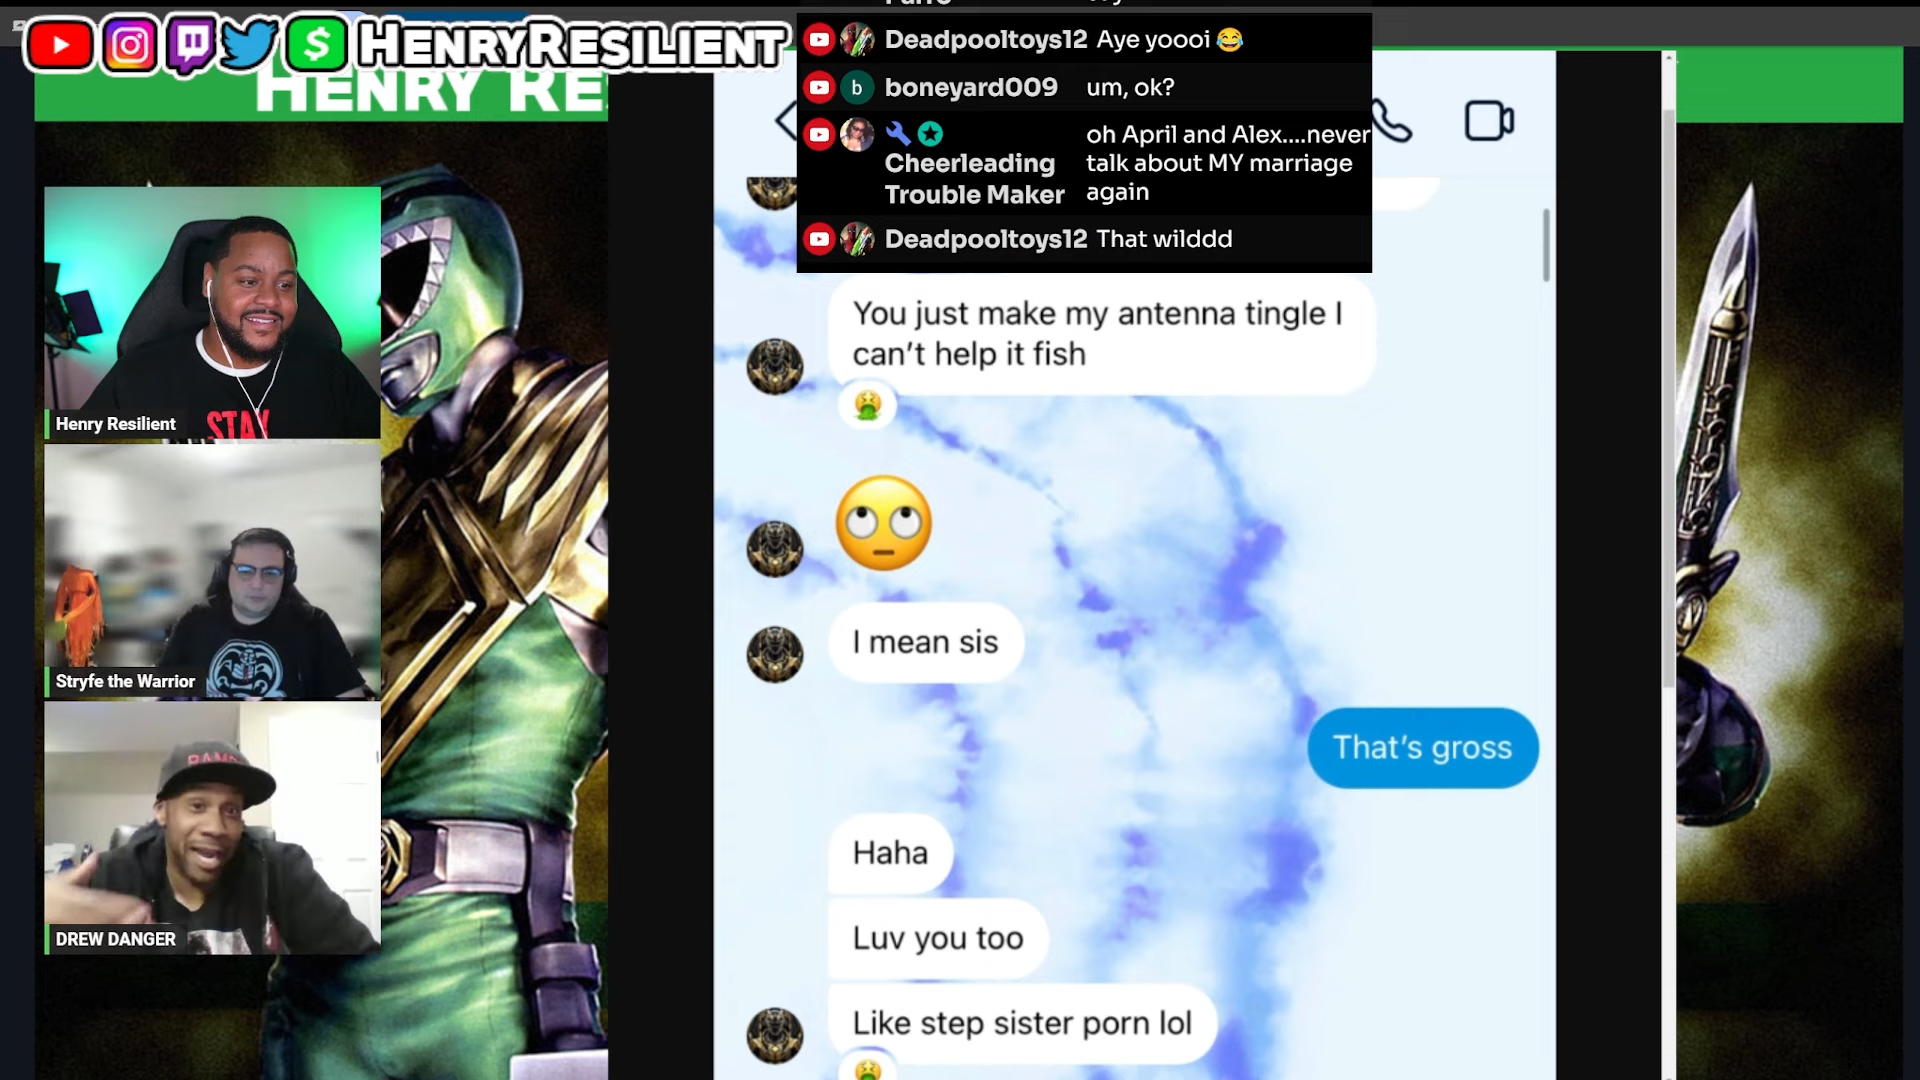 HENRYRESILIENT
HENRY RE
Deadpooltoys12 Aye yoooi 😂
b boneyard009 um, ok?
Cheerleading Trouble Maker
oh April and Alex....never
talk about MY marriage
again
Deadpooltoys12 That wilddd
You just make my antenna tingle I
can't help it fish
I mean sis
That's gross
Haha
Luv you too
Like step sister porn lol
STAY
Henry Resilient
Stryfe the Warrior
DREW DANGER